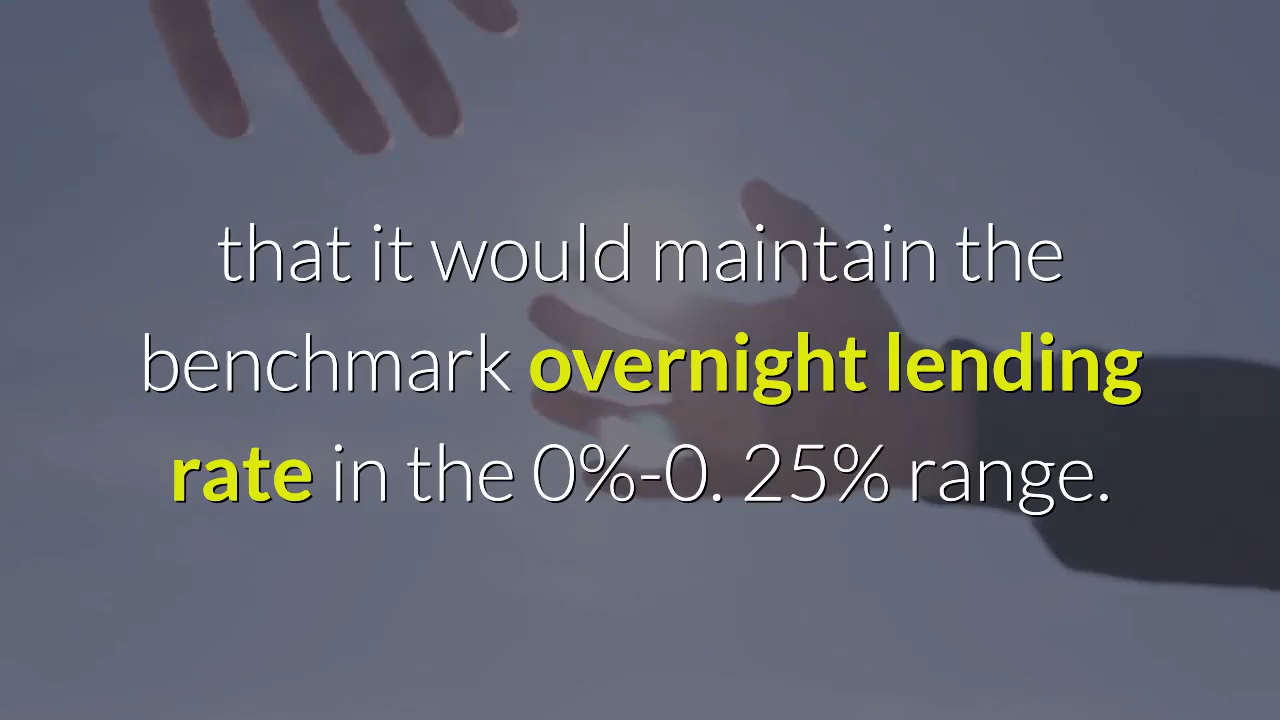 that it would maintain the
benchmark overnight lending
rate in the 0%-0. 25% range.